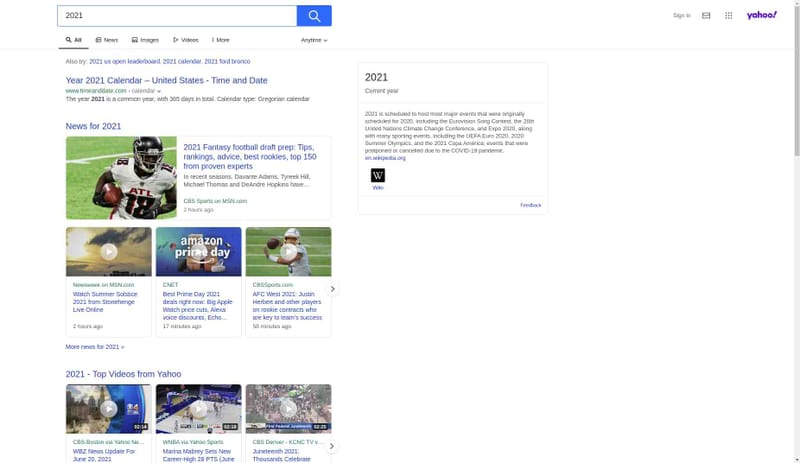 2021
Sign in
yahoo!
All
News
Images
Videos
More
Anytime
Also try: 2021 us open leaderboard, 2021 calendar, 2021 ford bronco
Year 2021 Calendar – United States - Time and Date
www.timeanddate.com › calendar
The year 2021 is a common year, with 365 days in total. Calendar type: Gregorian calendar
News for 2021
2021 Fantasy football draft prep: Tips,
rankings, advice, best rookies, top 150
from proven experts
In recent seasons, Davante Adams, Tyreek Hill,
Michael Thomas and DeAndre Hopkins have…
CBS Sports on MSN.com
2 hours ago
ATL
18
Newsweek on MSN.com
Watch Summer Solstice
2021 from Stonehenge
Live Online
2 hours ago
amazon
prime day
CNET
Best Prime Day 2021
deals right now: Big Apple
Watch price cuts, Alexa
voice discounts, Echo…
17 minutes ago
CBSSports.com
AFC West 2021: Justin
Herbert and other players
on rookie contracts who
are key to team's success
58 minutes ago
More news for 2021 »
2021 - Top Videos from Yahoo
02:14
CBS-Boston via Yahoo Ne…
WBZ News Update For
June 20, 2021
02:18
WNBA via Yahoo Sports
Marina Mabrey Sets New
Career-High 28 PTS (June
02:25
CBS Denver - KCNC TV v…
Juneteenth 2021:
Thousands Celebrate
2021
Current year
2021 is scheduled to host most major events that were originally
scheduled for 2020, including the Eurovision Song Contest, the 26th
United Nations Climate Change Conference, and Expo 2020, along
with many sporting events, including the UEFA Euro 2020, 2020
Summer Olympics, and the 2021 Copa América; events that were
postponed or cancelled due to the COVID-19 pandemic.
en.wikipedia.org
W
Wiki
Feedback